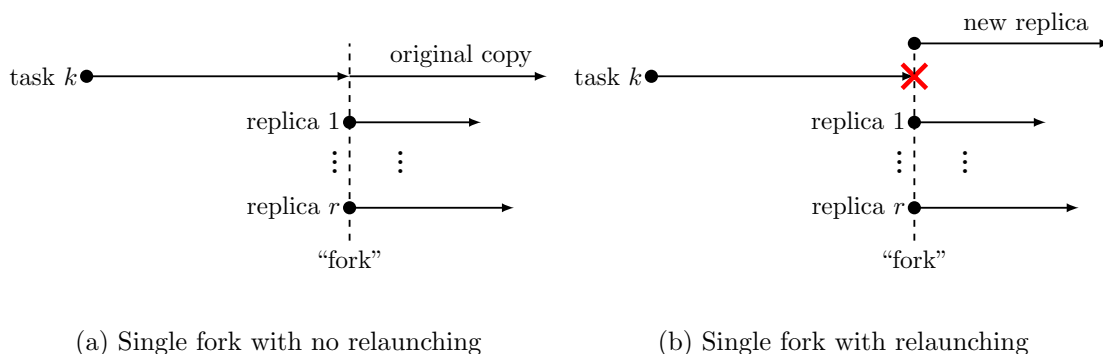 original copy
task k
replica 1
⋮ ⋮
replica r
“fork”
(a) Single fork with no relaunching
new replica
task k
replica 1
⋮ ⋮
replica r
“fork”
(b) Single fork with relaunching